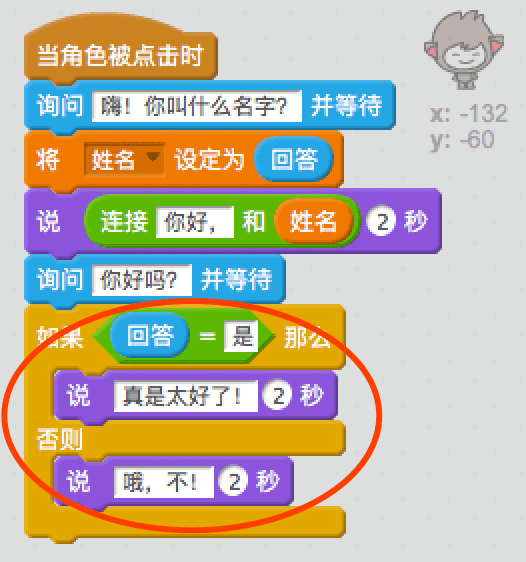 当角色被点击时
询问 嗨！你叫什么名字？ 并等待
将 姓名 设定为 回答
说 连接 你好， 和 姓名 2 秒
询问 你好吗？ 并等待
如果 回答 = 是 那么
说 真是太好了！ 2 秒
否则
说 哦，不！ 2 秒
x: -132
y: -60